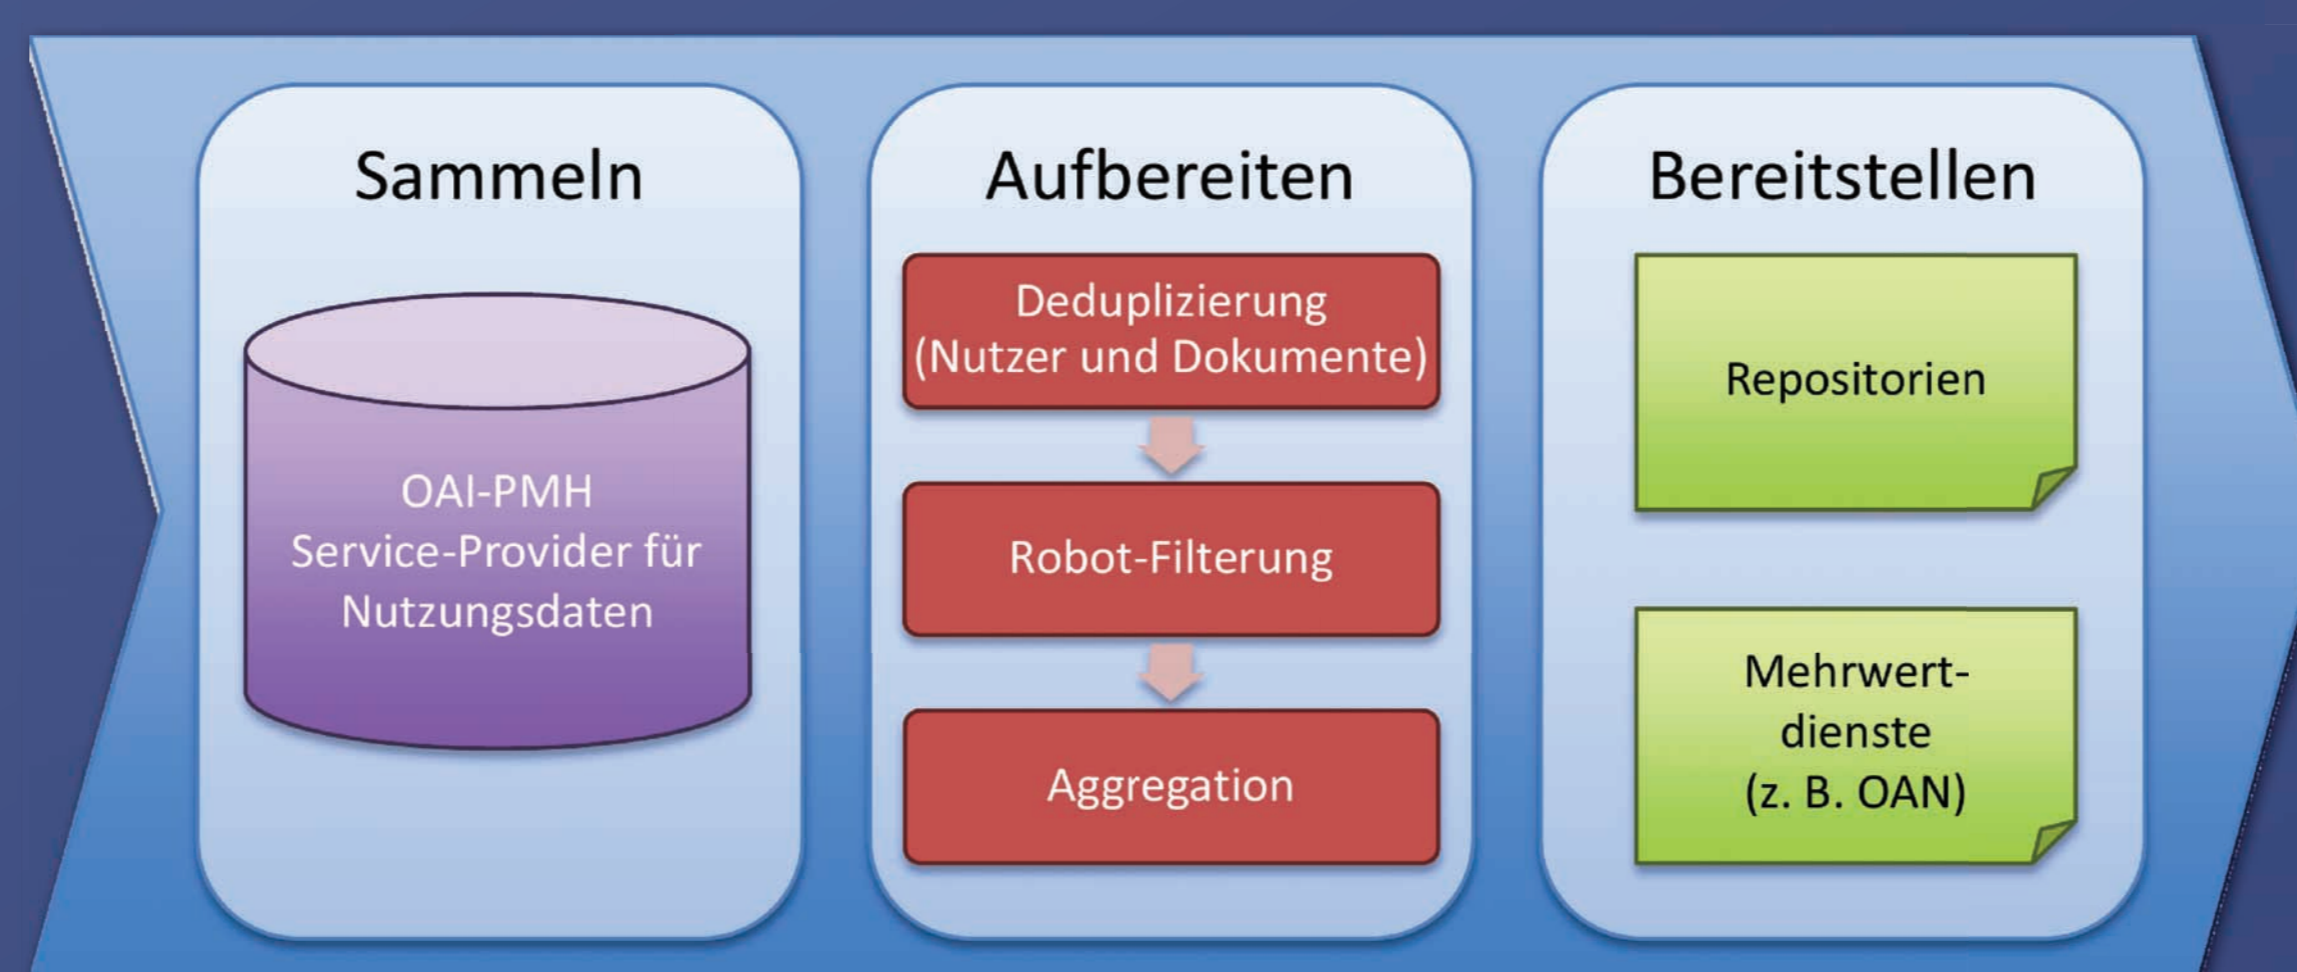 Sammeln
OAI-PMH
Service-Provider für
Nutzungsdaten
Aufbereiten
Deduplizierung
(Nutzer und Dokumente)
Robot-Filterung
Aggregation
Bereitstellen
Repositorien
Mehrwert-
dienste
(z. B. OAN)